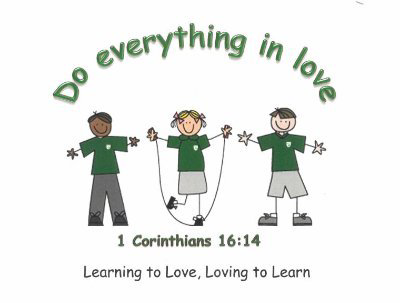 Do everything in love
1 Corinthians 16:14
Learning to Love, Loving to Learn